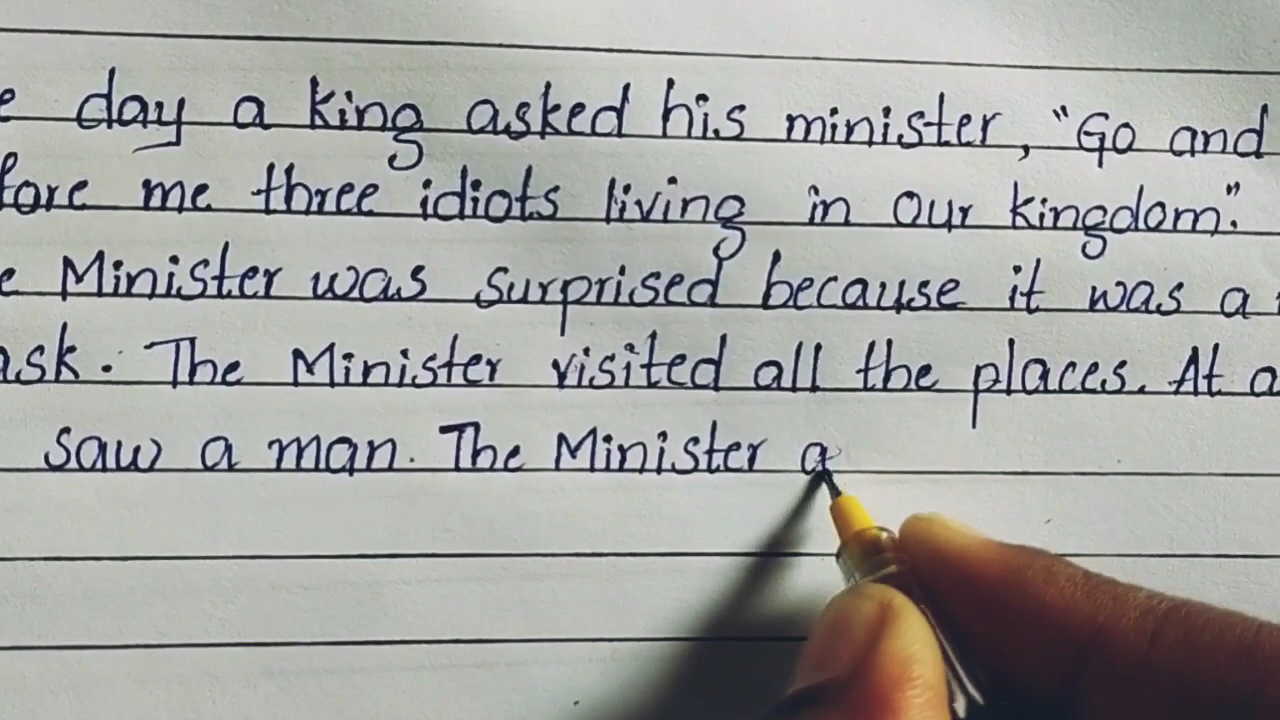 e day a king asked his minister, "Go and
fore me three idiots living in our kingdom."
e Minister was surprised because it was a
ask. The Minister visited all the places. At a
saw a man. The Minister a